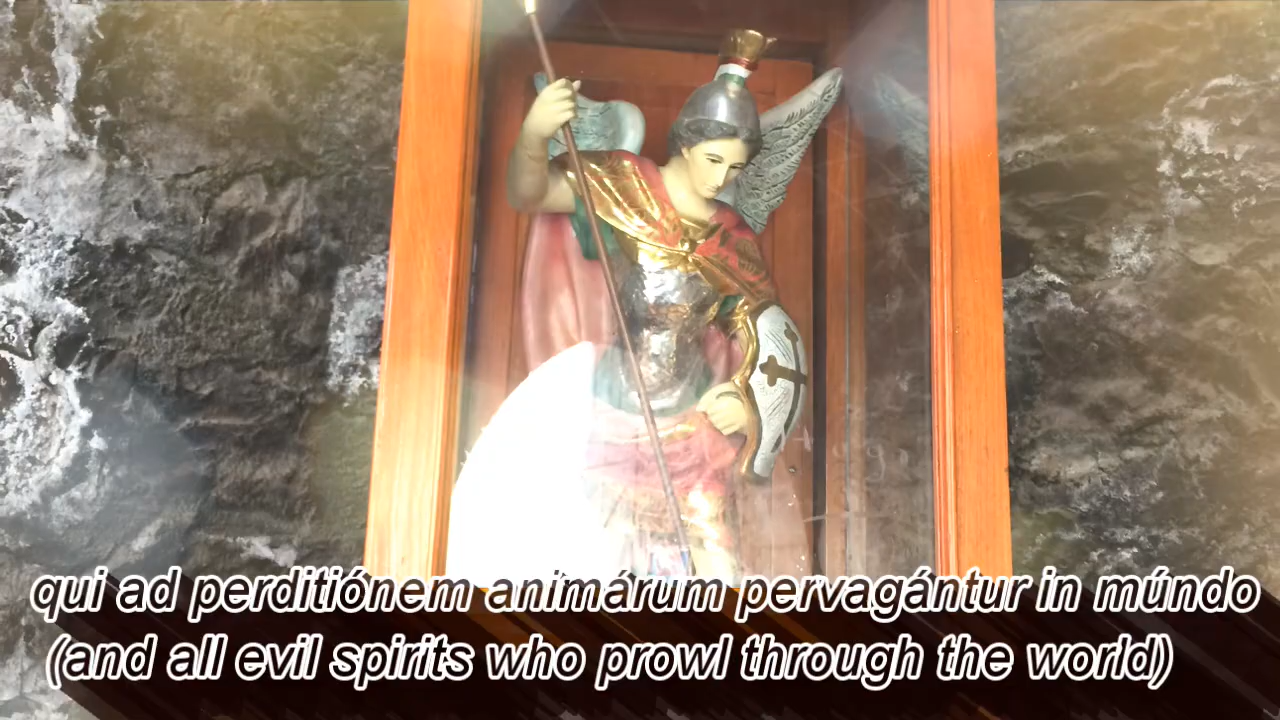 qui ad perditiónem animárum pervagántur in múndo
(and all evil spirits who prowl through the world)